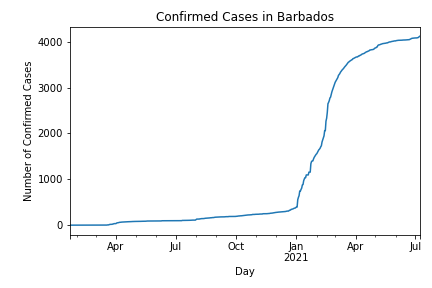 Confirmed Cases in Barbados
Number of Confirmed Cases
4000
3000
2000
1000
0
Apr Jul Oct Jan Apr Jul
2021
Day